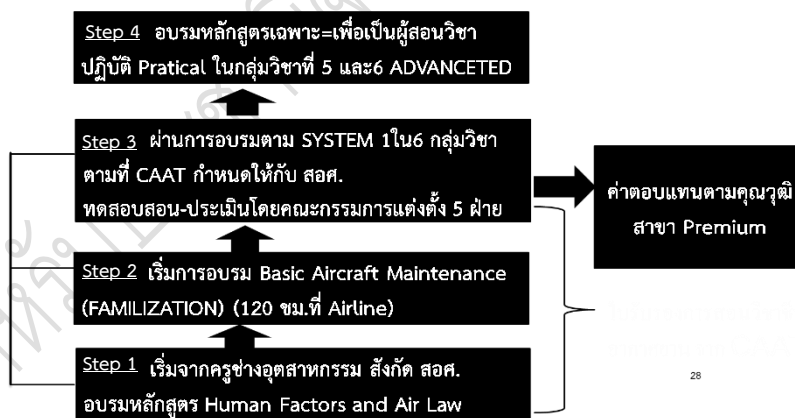 Step 4 อบรมหลักสูตรเฉพาะ=เพื่อเป็นผู้สอนวิชา
ปฏิบัติ Pratical ในกลุ่มวิชาที่ 5 และ6 ADVANCETED
Step 3 ผ่านการอบรมตาม SYSTEM 1ใน6 กลุ่มวิชา
ตามที่ CAAT กำหนดให้กับ สอศ.
ทดสอบสอน-ประเมินโดยคณะกรรมการแต่งตั้ง 5 ฝ่าย
ค่าตอบแทนตามคุณวุฒิ
สาขา Premium
Step 2 เริ่มการอบรม Basic Aircraft Maintenance
(FAMILIZATION) (120 ชม.ที่ Airline)
Step 1 เริ่มจากครูช่างอุตสาหกรรม สังกัด สอศ.
อบรมหลักสูตร Human Factors and Air Law
28